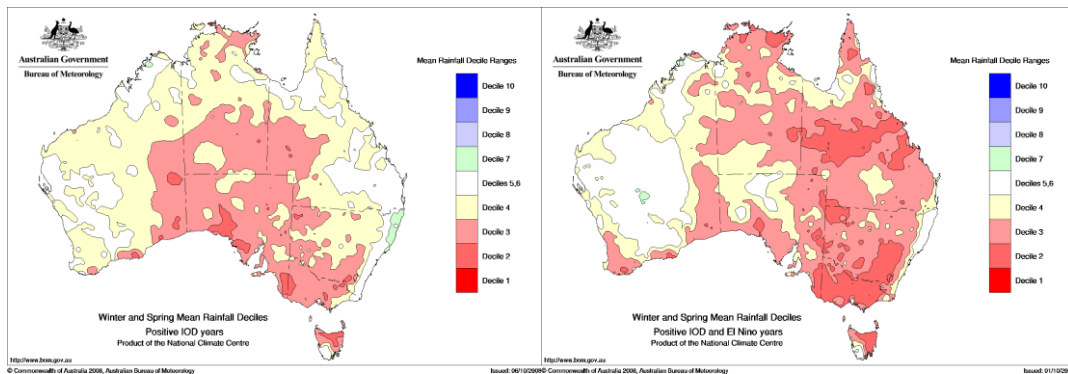 Australian Government
Bureau of Meteorology
Mean Rainfall Decile Ranges
Decile 10
Decile 9
Decile 8
Decile 7
Deciles 5,6
Decile 4
Decile 3
Decile 2
Decile 1
Winter and Spring Mean Rainfall Deciles
Positive IOD years
Product of the National Climate Centre
http://www.bom.gov.au
© Commonwealth of Australia 2008, Australian Bureau of Meteorology
Issued: 06/10/2008
Australian Government
Bureau of Meteorology
Mean Rainfall Decile Ranges
Decile 10
Decile 9
Decile 8
Decile 7
Deciles 5,6
Decile 4
Decile 3
Decile 2
Decile 1
Winter and Spring Mean Rainfall Deciles
Positive IOD and El Nino years
Product of the National Climate Centre
http://www.bom.gov.au
© Commonwealth of Australia 2008, Australian Bureau of Meteorology
Issued: 01/10/20